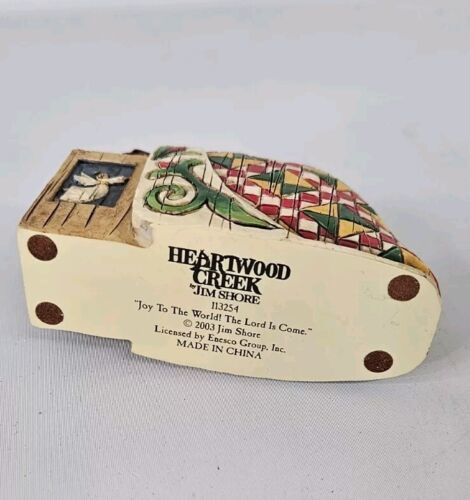 HEARTWOOD
CREEK
by JIM SHORE
113254
"Joy To The World! The Lord Is Come."
© 2003 Jim Shore
Licensed by Enesco Group, Inc.
MADE IN CHINA